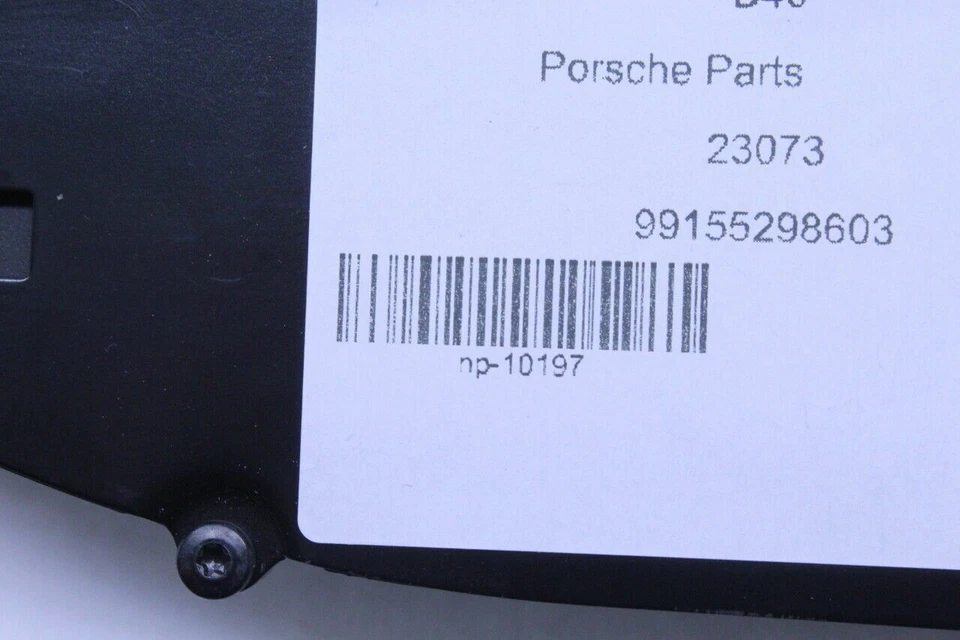 Porsche Parts
23073
99155298603
np-10197